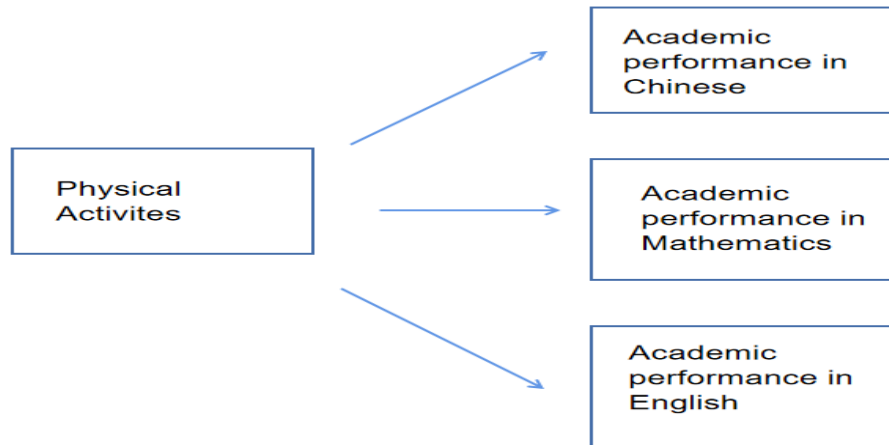 Physical
Activites
Academic
performance in
Chinese
Academic
performance in
Mathematics
Academic
performance in
English